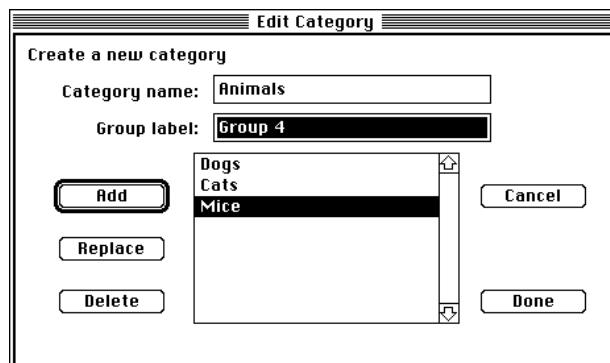 Edit Category
Create a new category
Category name: Animals
Group label: Group 4
Dogs
Cats
Mice
Add
Replace
Delete
Cancel
Done